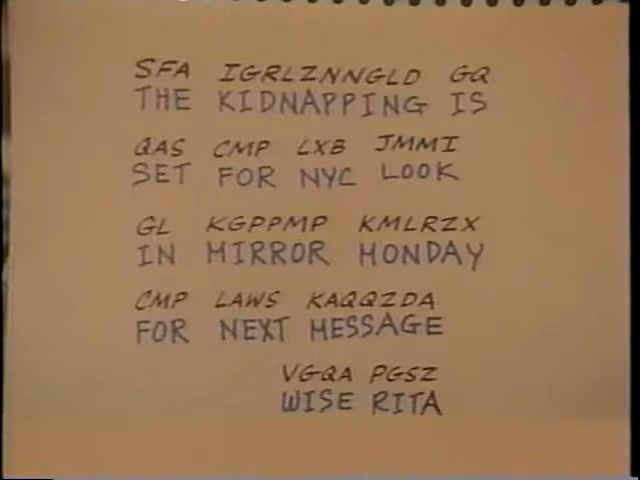 SFA IGRLZNNGLD GQ
THE KIDNAPPING IS
QAS CMP LXB JMMI
SET FOR NYC LOOK
GL KGPPMP KMLRZX
IN MIRROR MONDAY
CMP LAWS KAQQZDA
FOR NEXT MESSAGE
VGQA PGSZ
WISE RITA